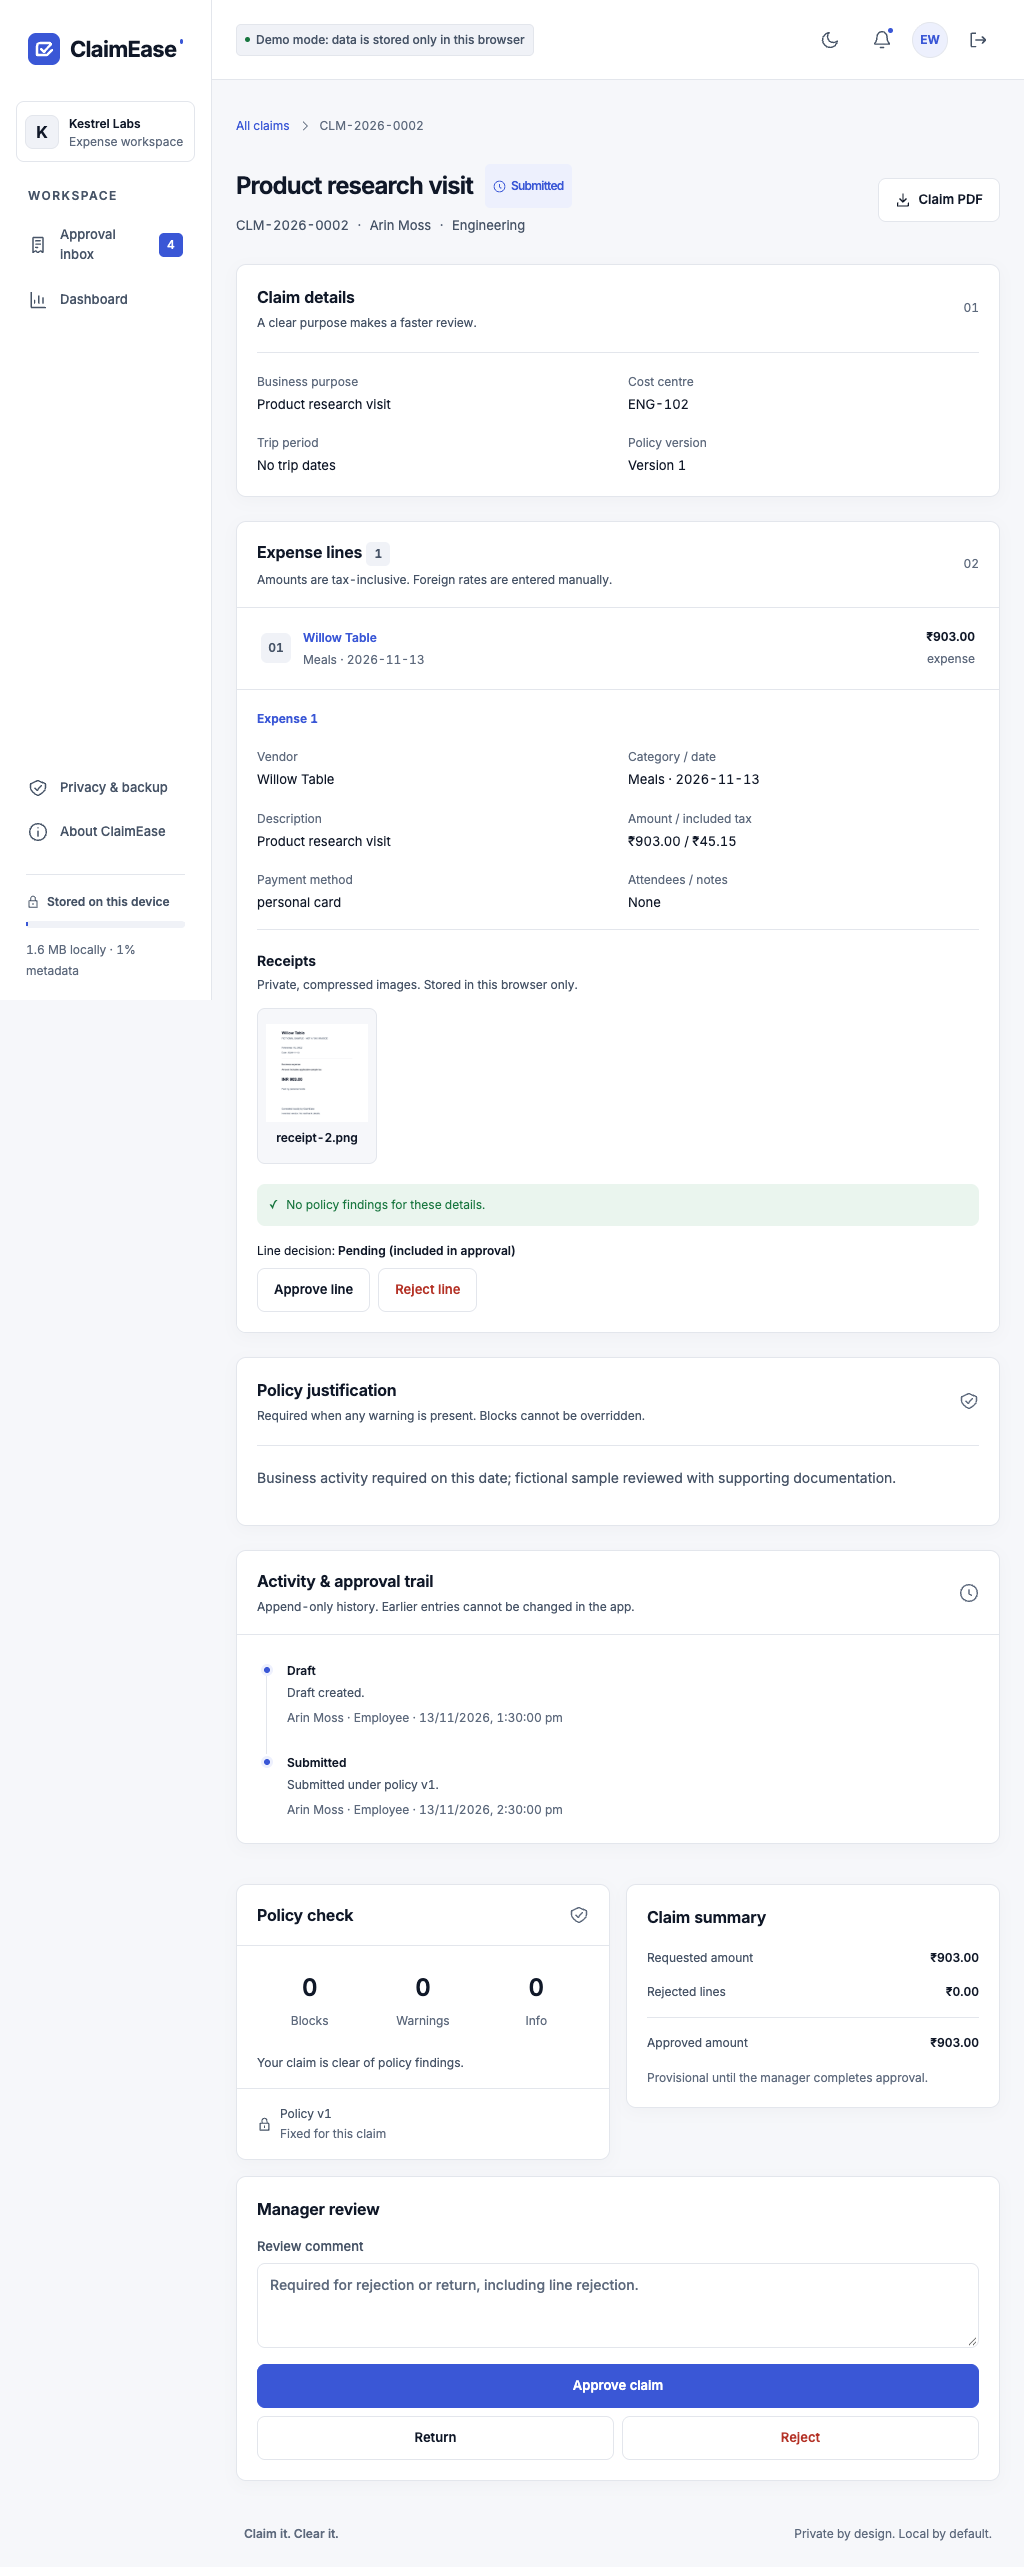 ClaimEase
Demo mode: data is stored only in this browser
EW
K
Kestrel Labs
Expense workspace
WORKSPACE
Approval inbox
4
Dashboard
Privacy & backup
About ClaimEase
Stored on this device
1.6 MB locally · 1% metadata
All claims > CLM-2026-0002
Product research visit
Submitted
CLM-2026-0002 · Arin Moss · Engineering
Claim PDF
Claim details
A clear purpose makes a faster review.
01
Business purpose
Product research visit
Cost centre
ENG-102
Trip period
No trip dates
Policy version
Version 1
Expense lines 1
Amounts are tax-inclusive. Foreign rates are entered manually.
02
01
Willow Table
Meals · 2026-11-13
₹903.00
expense
Expense 1
Vendor
Willow Table
Category / date
Meals · 2026-11-13
Description
Product research visit
Amount / included tax
₹903.00 / ₹45.15
Payment method
personal card
Attendees / notes
None
Receipts
Private, compressed images. Stored in this browser only.
Willow Table
INR 903.00
receipt-2.png
✓ No policy findings for these details.
Line decision: Pending (included in approval)
Approve line
Reject line
Policy justification
Required when any warning is present. Blocks cannot be overridden.
Business activity required on this date; fictional sample reviewed with supporting documentation.
Activity & approval trail
Append-only history. Earlier entries cannot be changed in the app.
Draft
Draft created.
Arin Moss · Employee · 13/11/2026, 1:30:00 pm
Submitted
Submitted under policy v1.
Arin Moss · Employee · 13/11/2026, 2:30:00 pm
Policy check
0
Blocks
0
Warnings
0
Info
Your claim is clear of policy findings.
Policy v1
Fixed for this claim
Claim summary
Requested amount ₹903.00
Rejected lines ₹0.00
Approved amount ₹903.00
Provisional until the manager completes approval.
Manager review
Review comment
Required for rejection or return, including line rejection.
Approve claim
Return
Reject
Claim it. Clear it.
Private by design. Local by default.